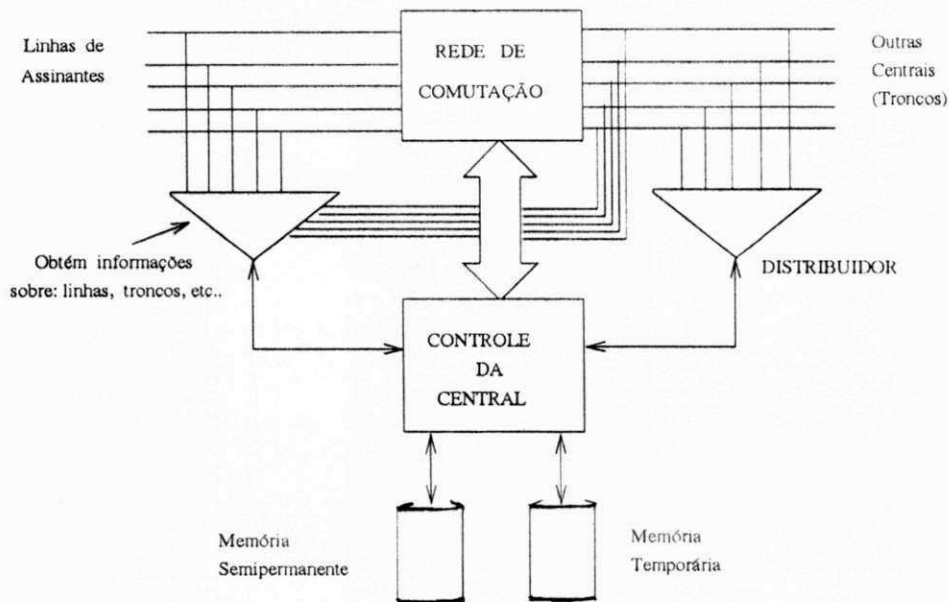 Linhas de
Assinantes
REDE DE
COMUTAÇÃO
Outras
Centrais
(Troncos)
Obtém informações
sobre: linhas, troncos, etc..
DISTRIBUIDOR
CONTROLE
DA
CENTRAL
Memória
Semipermanente
Memória
Temporária